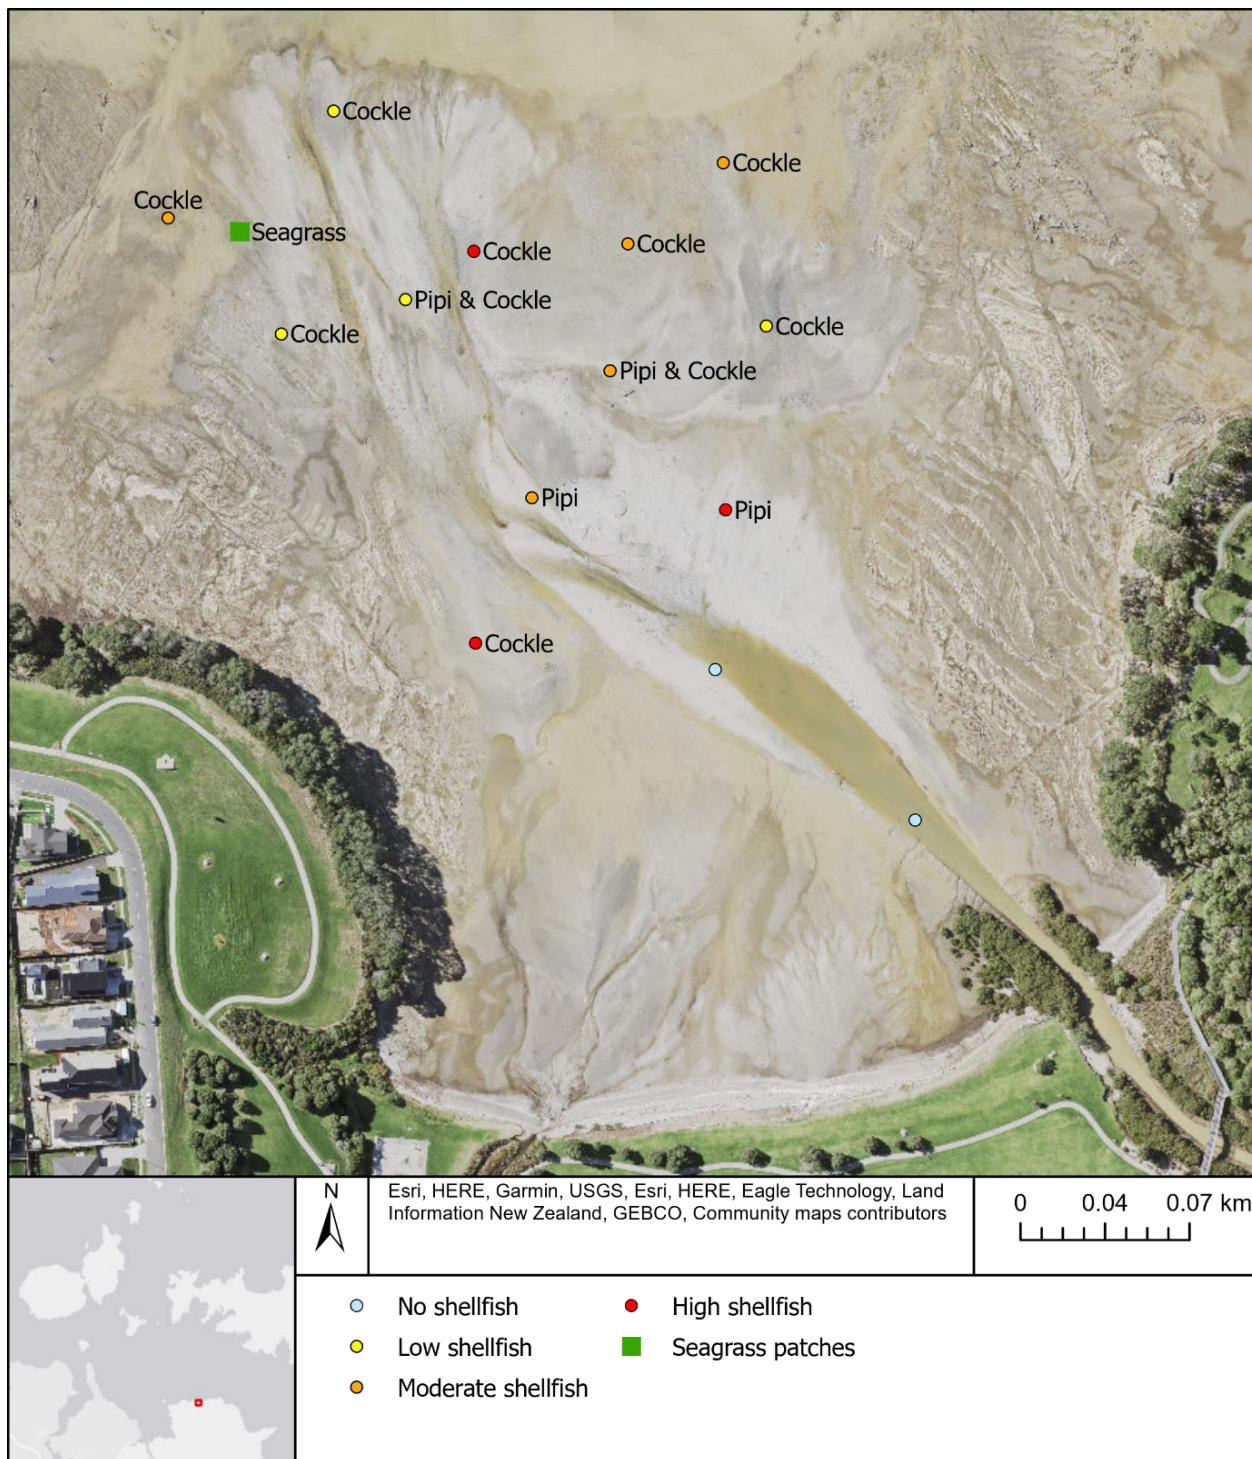 Cockle
Cockle
Cockle
Seagrass
Cockle
Cockle
Pipi & Cockle
Cockle
Cockle
Pipi & Cockle
Pipi
Pipi
Cockle
N
Esri, HERE, Garmin, USGS, Esri, HERE, Eagle Technology, Land
Information New Zealand, GEBCO, Community maps contributors
0 0.04 0.07 km
No shellfish
Low shellfish
Moderate shellfish
High shellfish
Seagrass patches